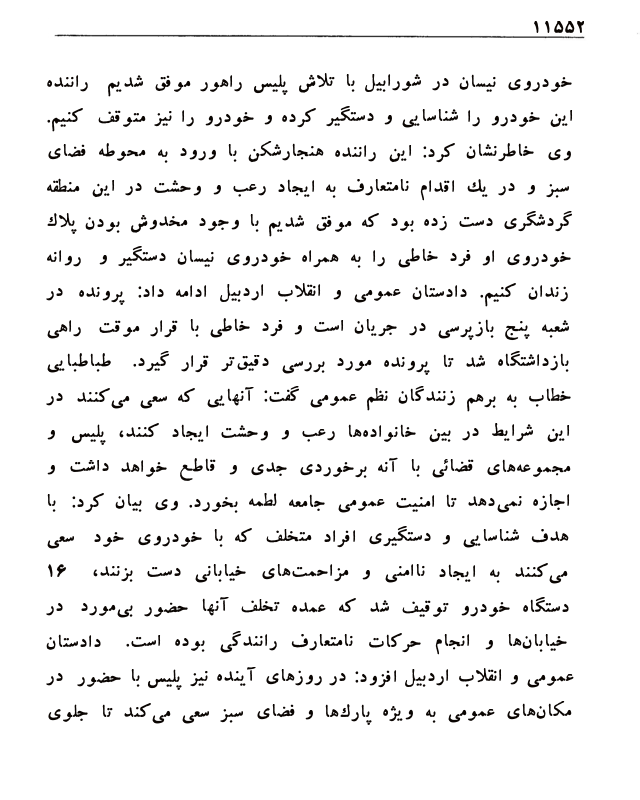 ۱۱۵۵۲
خودروی نیسان در شورابیل با تلاش پلیس راهور موفق شدیم راننده
این خودرو را شناسایی و دستگیر کرده و خودرو را نیز متوقف کنیم.
وی خاطرنشان کرد: این راننده هنجارشکن با ورود به محوطه فضای
سبز و در یك اقدام نامتعارف به ایجاد رعب و وحشت در این منطقه
گردشگری دست زده بود که موفق شدیم با وجود مخدوش بودن پلاك
خودروی او فرد خاطی را به همراه خودروی نیسان دستگیر و روانه
زندان کنیم. دادستان عمومی و انقلاب اردبیل ادامه داد: پرونده در
شعبه پنج بازپرسی در جریان است و فرد خاطی با قرار موقت راهی
بازداشتگاه شد تا پرونده مورد بررسی دقیق‌تر قرار گیرد. طباطبایی
خطاب به برهم زنندگان نظم عمومی گفت: آنهایی که سعی می‌کنند در
این شرایط در بین خانواده‌ها رعب و وحشت ایجاد کنند، پلیس و
مجموعه‌های قضائی با آنه برخوردی جدی و قاطع خواهد داشت و
اجازه نمی‌دهد تا امنیت عمومی جامعه لطمه بخورد. وی بیان کرد: با
هدف شناسایی و دستگیری افراد متخلف که با خودروی خود سعی
می‌کنند به ایجاد ناامنی و مزاحمت‌های خیابانی دست بزنند، ۱۶
دستگاه خودرو توقیف شد که عمده تخلف آنها حضور بی‌مورد در
خیابان‌ها و انجام حرکات نامتعارف رانندگی بوده است. دادستان
عمومی و انقلاب اردبیل افزود: در روزهای آینده نیز پلیس با حضور در
مکان‌های عمومی به ویژه پارك‌ها و فضای سبز سعی می‌کند تا جلوی